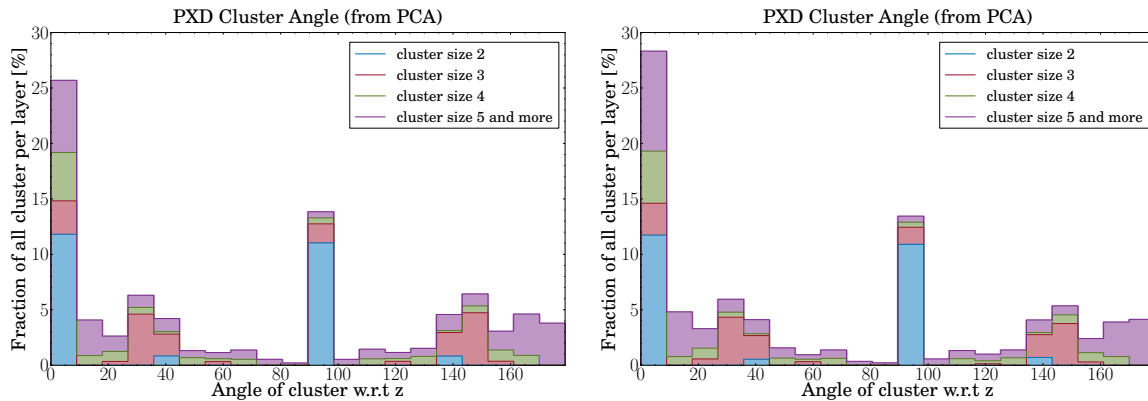 PXD Cluster Angle (from PCA)
Fraction of all cluster per layer [%]
30
25
20
15
10
5
0
cluster size 2
cluster size 3
cluster size 4
cluster size 5 and more
0 20 40 60 80 100 120 140 160
Angle of cluster w.r.t z
PXD Cluster Angle (from PCA)
Fraction of all cluster per layer [%]
30
25
20
15
10
5
0
cluster size 2
cluster size 3
cluster size 4
cluster size 5 and more
0 20 40 60 80 100 120 140 160
Angle of cluster w.r.t z